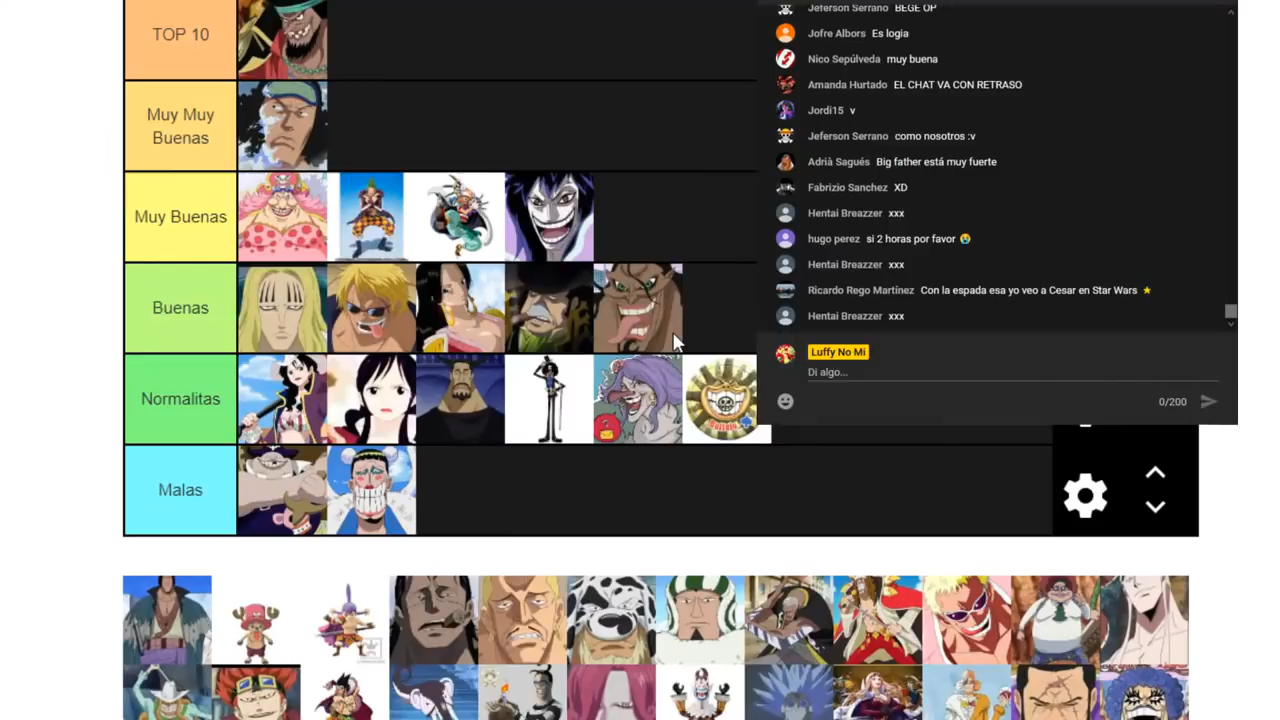 TOP 10
Muy Muy
Buenas
Muy Buenas
Buenas
Normalitas
Malas
Jeferson Serrano BEGE OP
Jofre Albors Es logia
Nico Sepúlveda muy buena
Amanda Hurtado EL CHAT VA CON RETRASO
Jordi15 v
Jeferson Serrano como nosotros :v
Adrià Sagués Big father está muy fuerte
Fabrizio Sanchez XD
Hentai Breazzer xxx
hugo perez si 2 horas por favor 😭
Hentai Breazzer xxx
Ricardo Rego Martínez Con la espada esa yo veo a Cesar en Star Wars ⭐
Hentai Breazzer xxx
Luffy No Mi
Di algo...
0/200